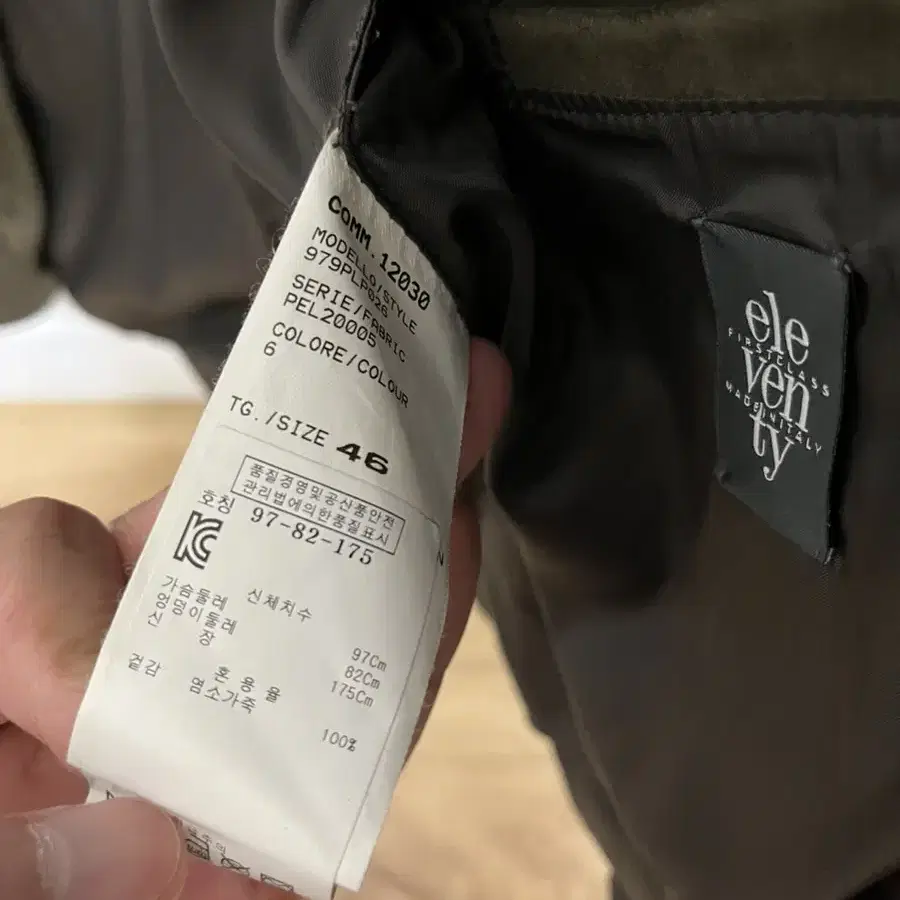 COMM.12030
MODELLO/STYLE
979PLP026
SERIE/FABRIC
PEL20005
COLORE/COLOUR
6
TG./SIZE 46
품질경영및공산품안전
관리법에의한품질표시
호칭 97-82-175
N
신체치수
가슴둘레 97Cm
엉덩이둘레 82Cm
신 장 175Cm
겉감 혼용율
염소가죽 100%
ele
FIRSTCLASS
ven
MADEINITALY
ty